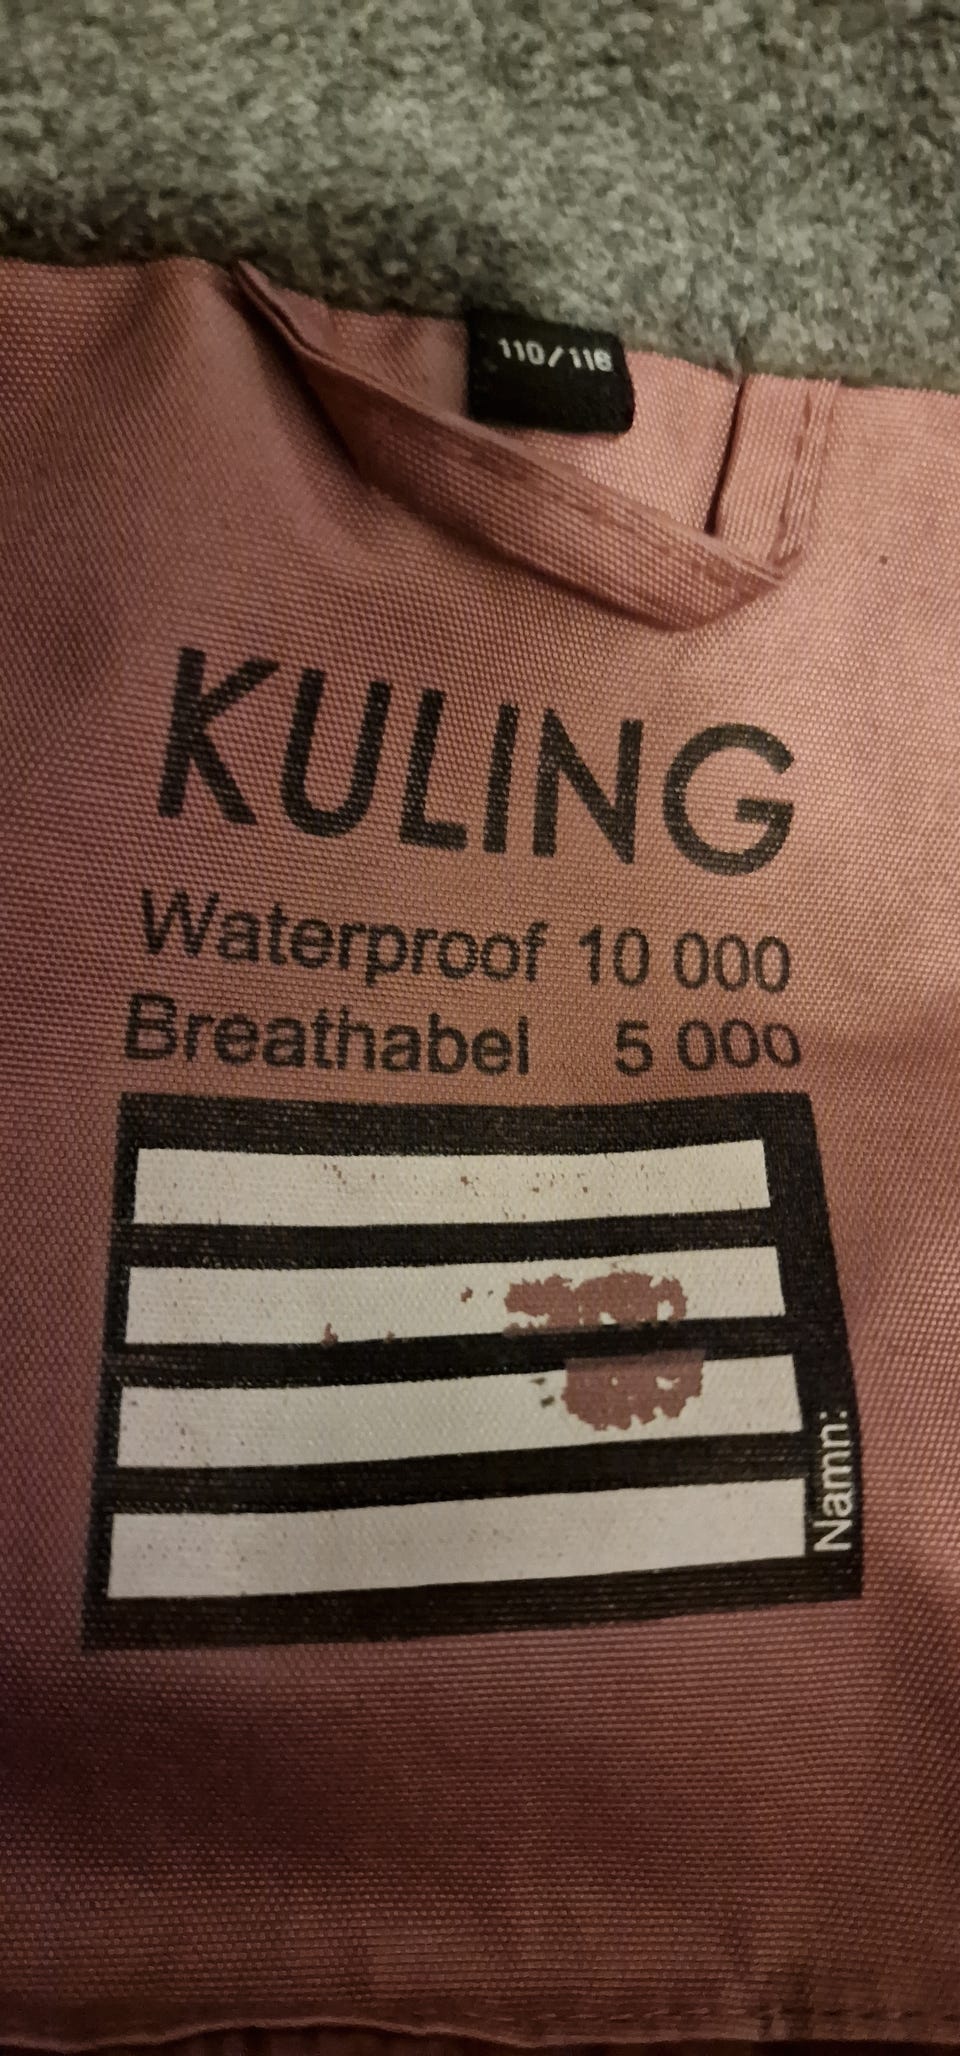 110/116
KULING
Waterproof 10 000
Breathabel 5 000
Namn: